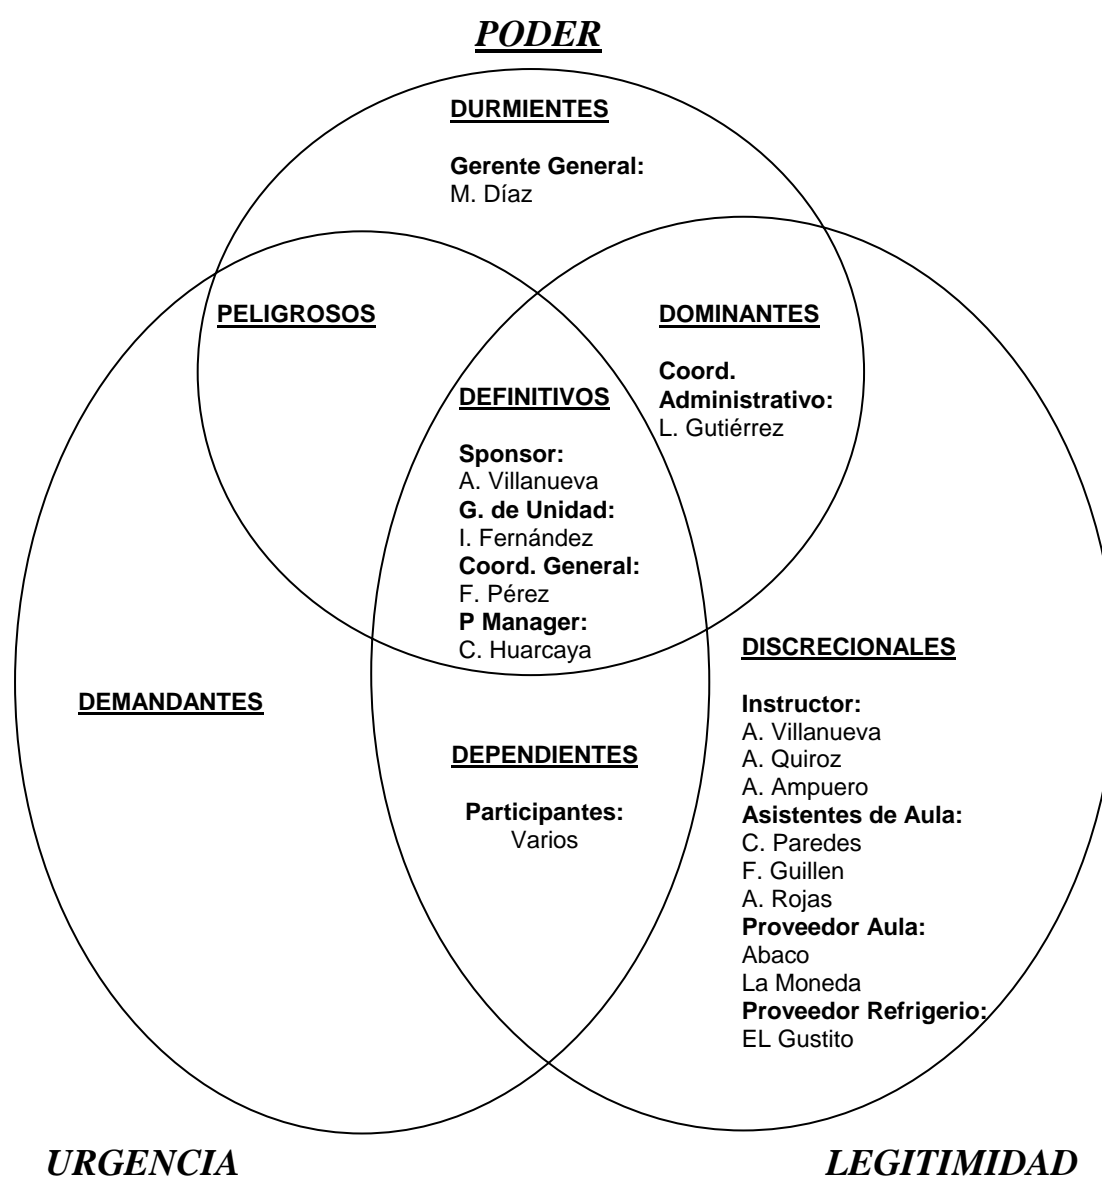 PODER
DURMIENTES
Gerente General:
M. Díaz
PELIGROSOS
DOMINANTES
Coord.
Administrativo:
L. Gutiérrez
DEFINITIVOS
Sponsor:
A. Villanueva
G. de Unidad:
I. Fernández
Coord. General:
F. Pérez
P Manager:
C. Huarcaya
DISCRECIONALES
Instructor:
A. Villanueva
A. Quiroz
A. Ampuero
Asistentes de Aula:
C. Paredes
F. Guillen
A. Rojas
Proveedor Aula:
Abaco
La Moneda
Proveedor Refrigerio:
EL Gustito
DEMANDANTES
DEPENDIENTES
Participantes:
Varios
URGENCIA
LEGITIMIDAD